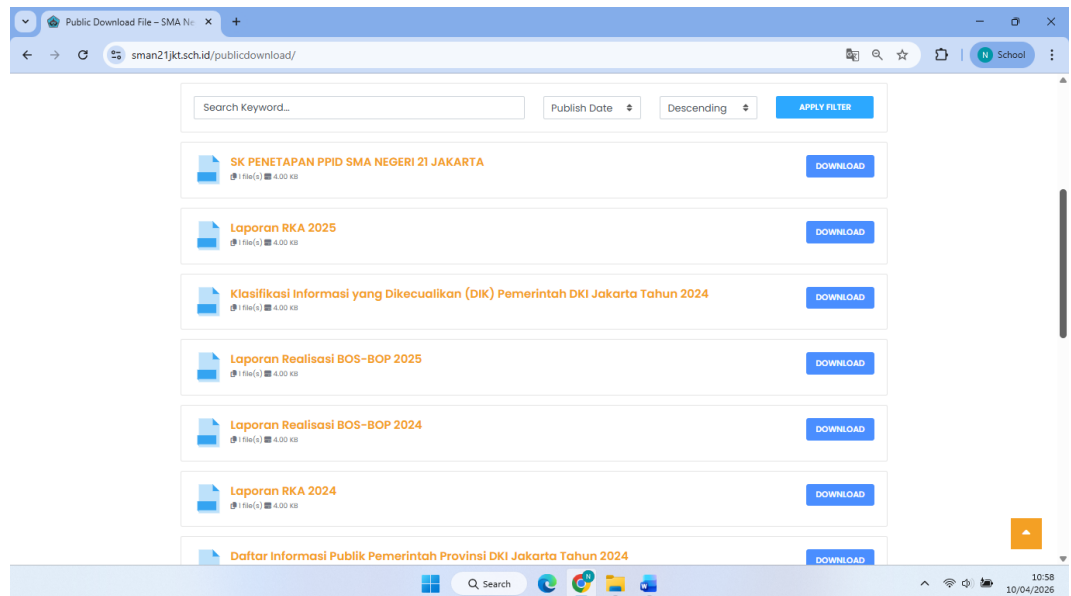 Public Download File – SMA Ne
sman21jkt.sch.id/publicdownload/
N School
Search Keyword...
Publish Date
Descending
APPLY FILTER
SK PENETAPAN PPID SMA NEGERI 21 JAKARTA
1 file(s) 4.00 KB
DOWNLOAD
Laporan RKA 2025
1 file(s) 4.00 KB
DOWNLOAD
Klasifikasi Informasi yang Dikecualikan (DIK) Pemerintah DKI Jakarta Tahun 2024
1 file(s) 4.00 KB
DOWNLOAD
Laporan Realisasi BOS-BOP 2025
1 file(s) 4.00 KB
DOWNLOAD
Laporan Realisasi BOS-BOP 2024
1 file(s) 4.00 KB
DOWNLOAD
Laporan RKA 2024
1 file(s) 4.00 KB
DOWNLOAD
Daftar Informasi Publik Pemerintah Provinsi DKI Jakarta Tahun 2024
DOWNLOAD
Search
N
W
10:58
10/04/2026